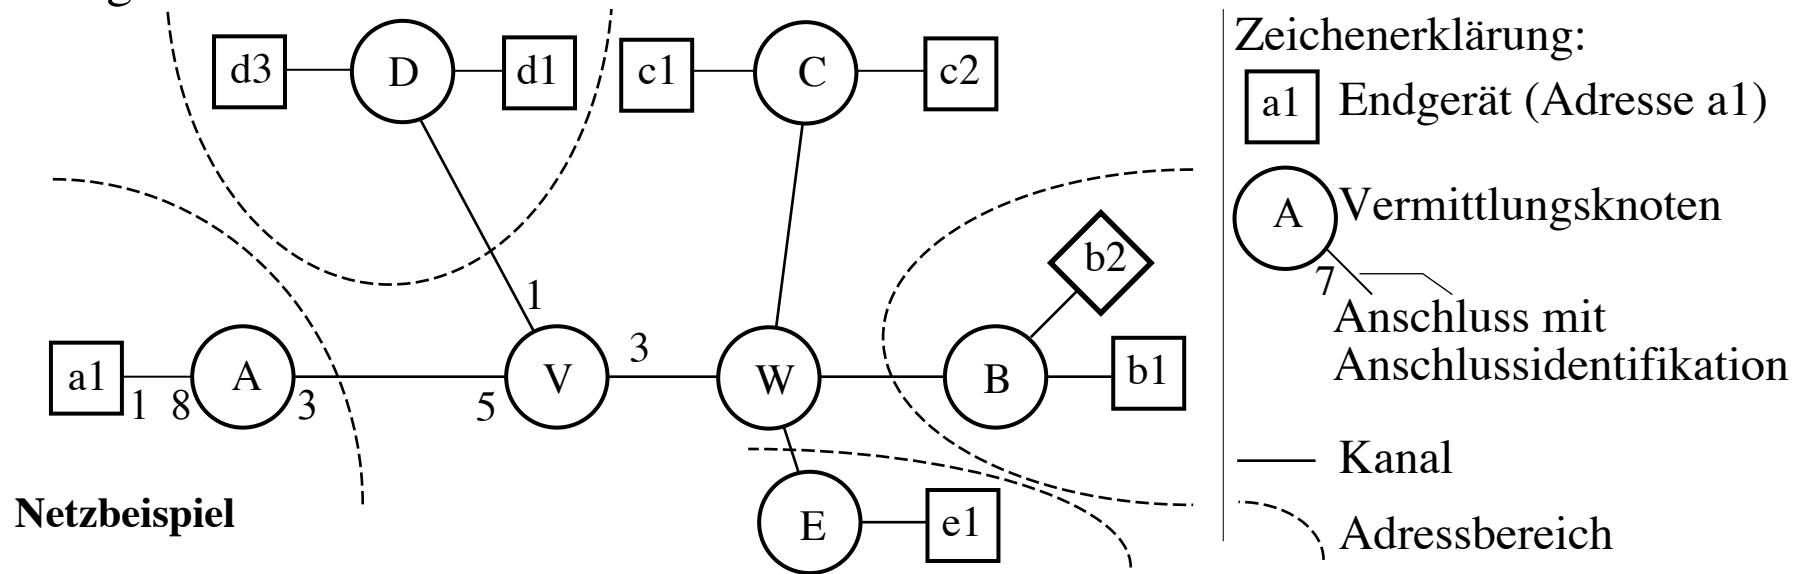 d3
D
d1
c1
C
c2
b2
1
3
a1
1
8
A
3
5
V
W
B
b1
E
e1
Netzbeispiel
Zeichenerklärung:
a1 Endgerät (Adresse a1)
A Vermittlungsknoten
7
Anschluss mit
Anschlussidentifikation
Kanal
Adressbereich